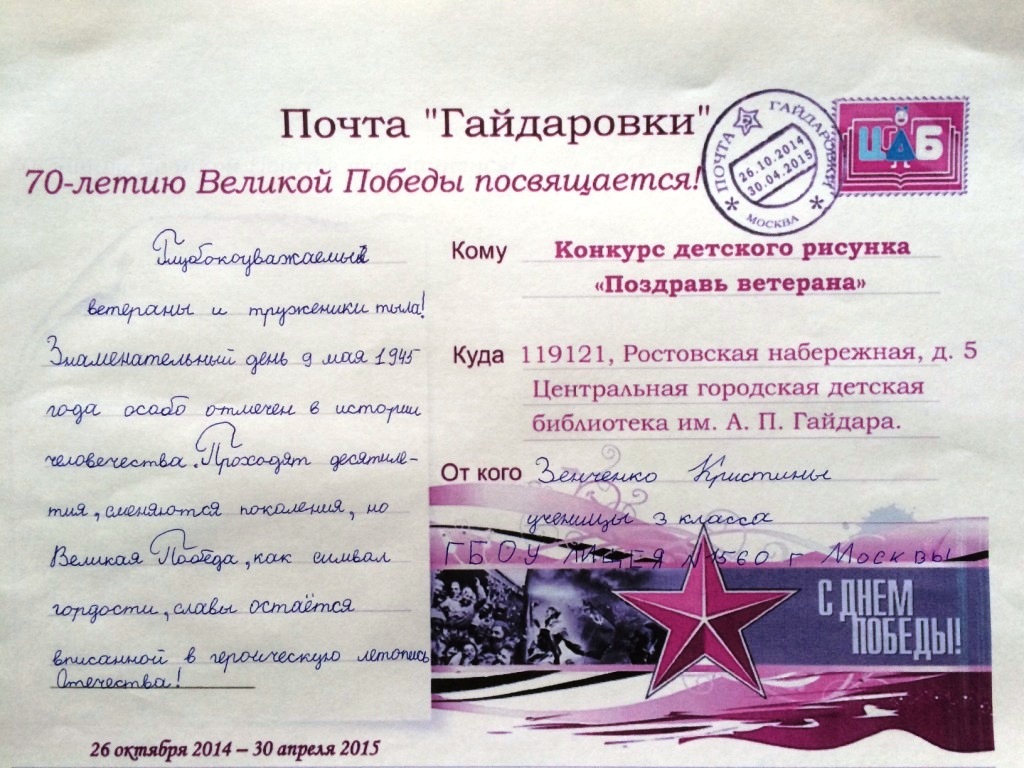 Почта "Гайдаровки"
70-летию Великой Победы посвящается!
ПОЧТА ГАЙДАРОВКИ
26.10.2014
30.04.2015
МОСКВА
ЦДБ
Глубокоуважаемые
ветераны и труженики тыла!
Знаменательный день 9 мая 1945
года особо отмечен в истории
человечества. Проходят десятиле-
тия, сменяются поколения, но
Великая Победа, как символ
гордости, славы остаётся
вписанной в героическую летопись
Отечества!
26 октября 2014 – 30 апреля 2015
Кому Конкурс детского рисунка
«Поздравь ветерана»
Куда 119121, Ростовская набережная, д. 5
Центральная городская детская
библиотека им. А. П. Гайдара.
От кого Зенченко Кристины
ученицы 3 класса
ГБОУ ЛИЦЕЯ №1560 г Москвы
С ДНЕМ
ПОБЕДЫ!